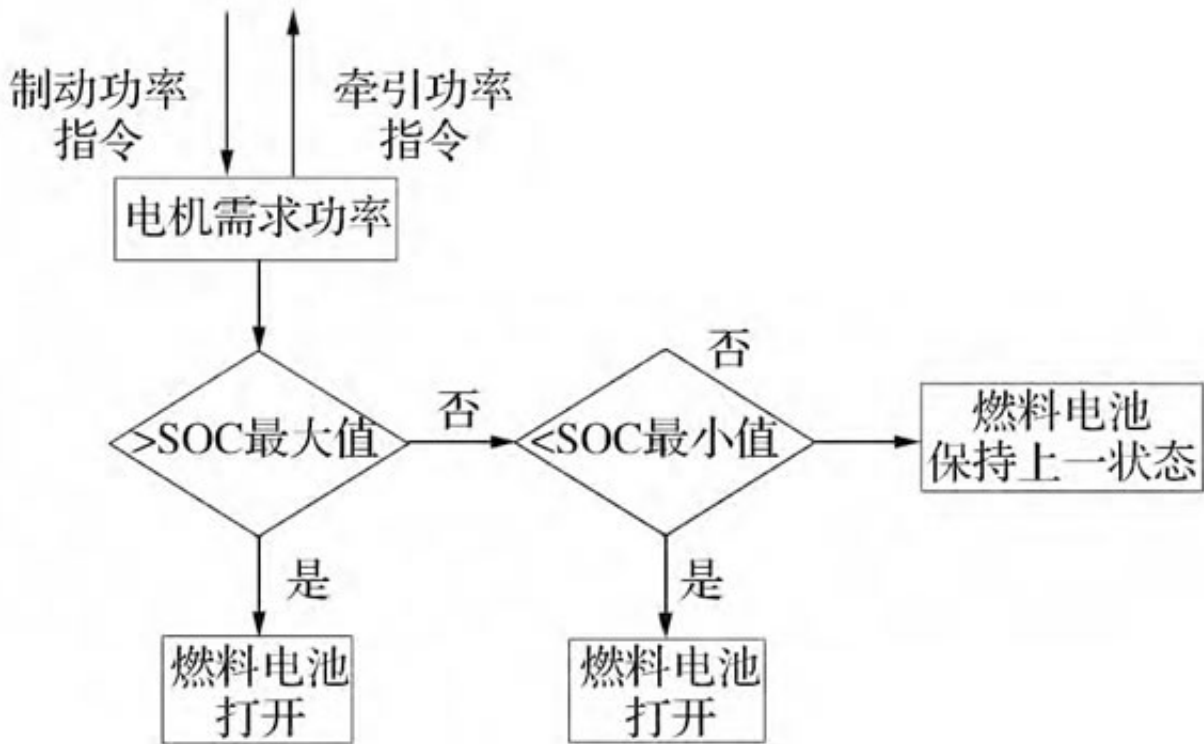 制动功率
指令
牵引功率
指令
电机需求功率
>SOC最大值
否
<SOC最小值
否
燃料电池
保持上一状态
是
燃料电池
打开
是
燃料电池
打开